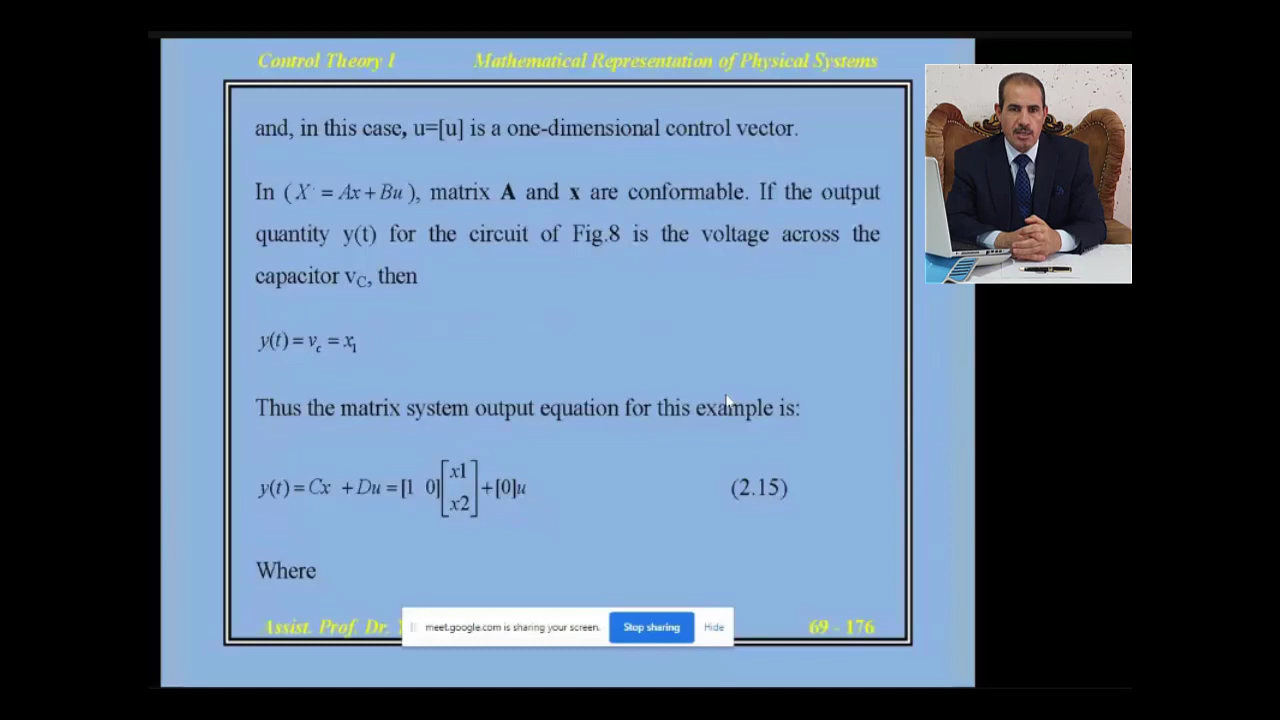 Control Theory I Mathematical Representation of Physical Systems
and, in this case, u=[u] is a one-dimensional control vector.
In ( X˙ = Ax + Bu ), matrix A and x are conformable. If the output
quantity y(t) for the circuit of Fig.8 is the voltage across the
capacitor vC, then
y(t) = vc = x1
Thus the matrix system output equation for this example is:
y(t) = Cx + Du = [1 0] [x1 x2] + [0]u (2.15)
Where
Assist. Prof. Dr. 69 - 176
meet.google.com is sharing your screen. Stop sharing Hide